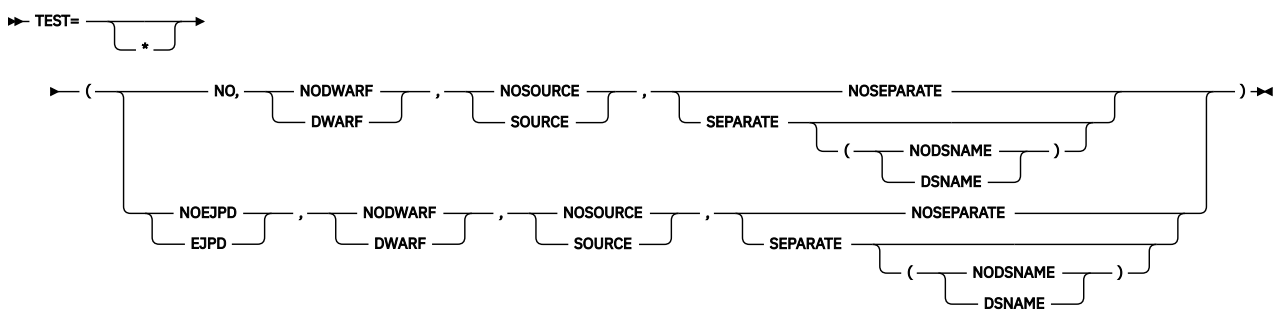 TEST=
*
( NO, NODWARF , NOSOURCE , NOSEPARATE )
DWARF SOURCE SEPARATE
( NODSNAME )
DSNAME
NOEJPD , NODWARF , NOSOURCE , NOSEPARATE
EJPD DWARF SOURCE SEPARATE
( NODSNAME )
DSNAME